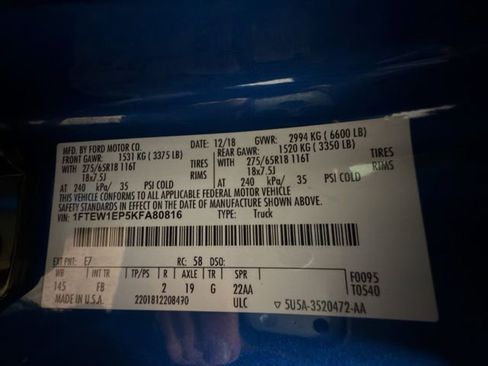 MFD. BY FORD MOTOR CO.
DATE: 12/18 GVWR: 2994 KG (6600 LB)
FRONT GAWR: 1531 KG (3375 LB) REAR GAWR: 1520 KG (3350 LB)
WITH 275/65R18 116T TIRES WITH 275/65R18 116T TIRES
18x7.5J RIMS 18x7.5J RIMS
AT 240 kPa/ 35 PSI COLD AT 240 kPa/ 35 PSI COLD
THIS VEHICLE CONFORMS TO ALL APPLICABLE FEDERAL MOTOR VEHICLE
SAFETY STANDARDS IN EFFECT ON THE DATE OF MANUFACTURE SHOWN ABOVE.
VIN: 1FTEW1EP5KFA80816 TYPE: Truck
EXT PNT: E7 RC: 58 DSO: F0095
WB INT TR TP/PS R AXLE TR SPR T0540
145 FB 2 19 G 22AA
MADE IN U.S.A. 2201812208490 ULC ▽ 5U5A-3520472-AA